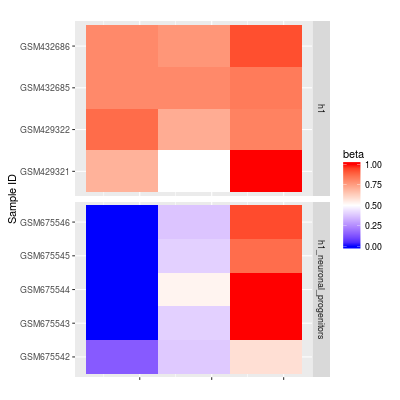 GSM432686
GSM432685
GSM429322
GSM429321
h1
GSM675546
GSM675545
GSM675544
GSM675543
GSM675542
h1_neuronal_progenitors
Sample ID
beta
1.00
0.75
0.50
0.25
0.00